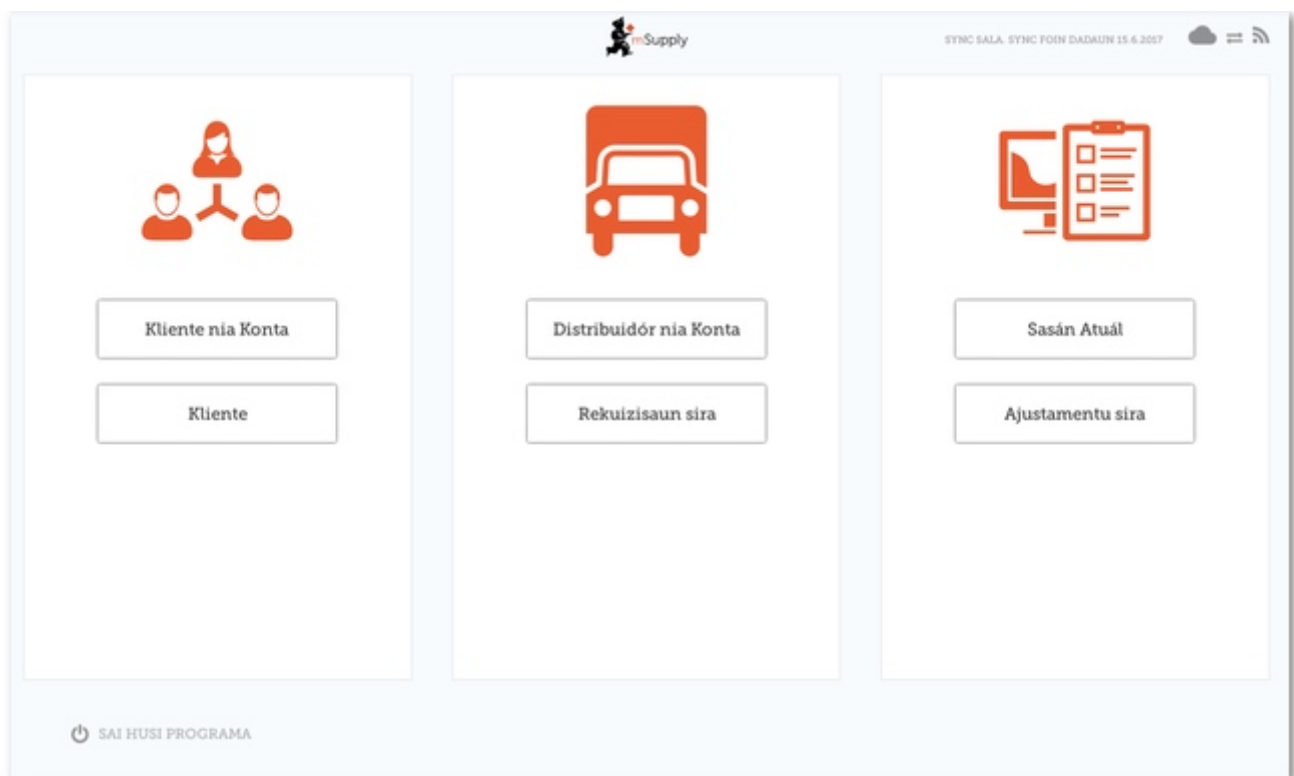 mSupply
SYNC SALA. SYNC FOIN DADAUN 15.6.2017
Kliente nia Konta
Kliente
Distribuidór nia Konta
Rekuizisaun sira
Sasán Atuál
Ajustamentu sira
SAI HUSI PROGRAMA